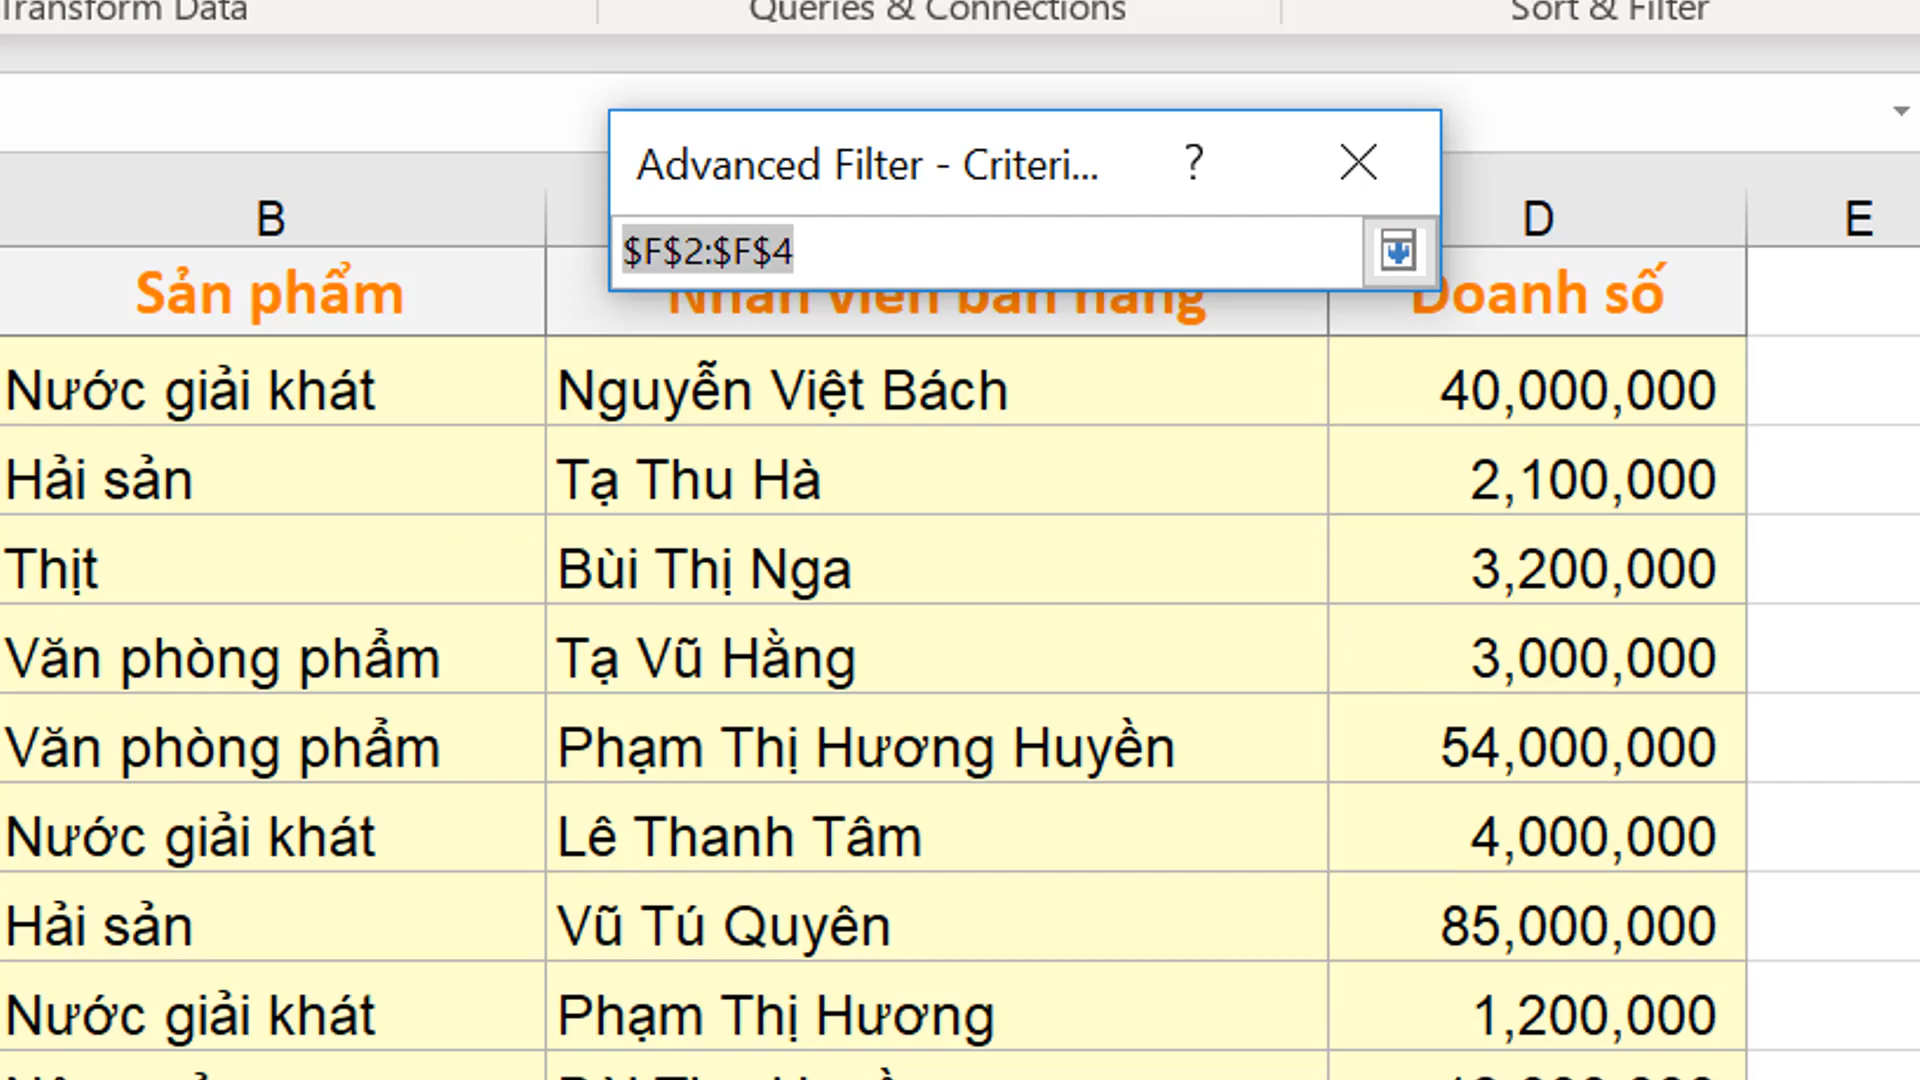 Transform Data Queries & Connections Sort & Filter
Advanced Filter - Criteri... ?
$F$2:$F$4
B D E
Sản phẩm Nhân viên bán hàng Doanh số
Nước giải khát Nguyễn Việt Bách 40,000,000
Hải sản Tạ Thu Hà 2,100,000
Thịt Bùi Thị Nga 3,200,000
Văn phòng phẩm Tạ Vũ Hằng 3,000,000
Văn phòng phẩm Phạm Thị Hương Huyền 54,000,000
Nước giải khát Lê Thanh Tâm 4,000,000
Hải sản Vũ Tú Quyên 85,000,000
Nước giải khát Phạm Thị Hương 1,200,000